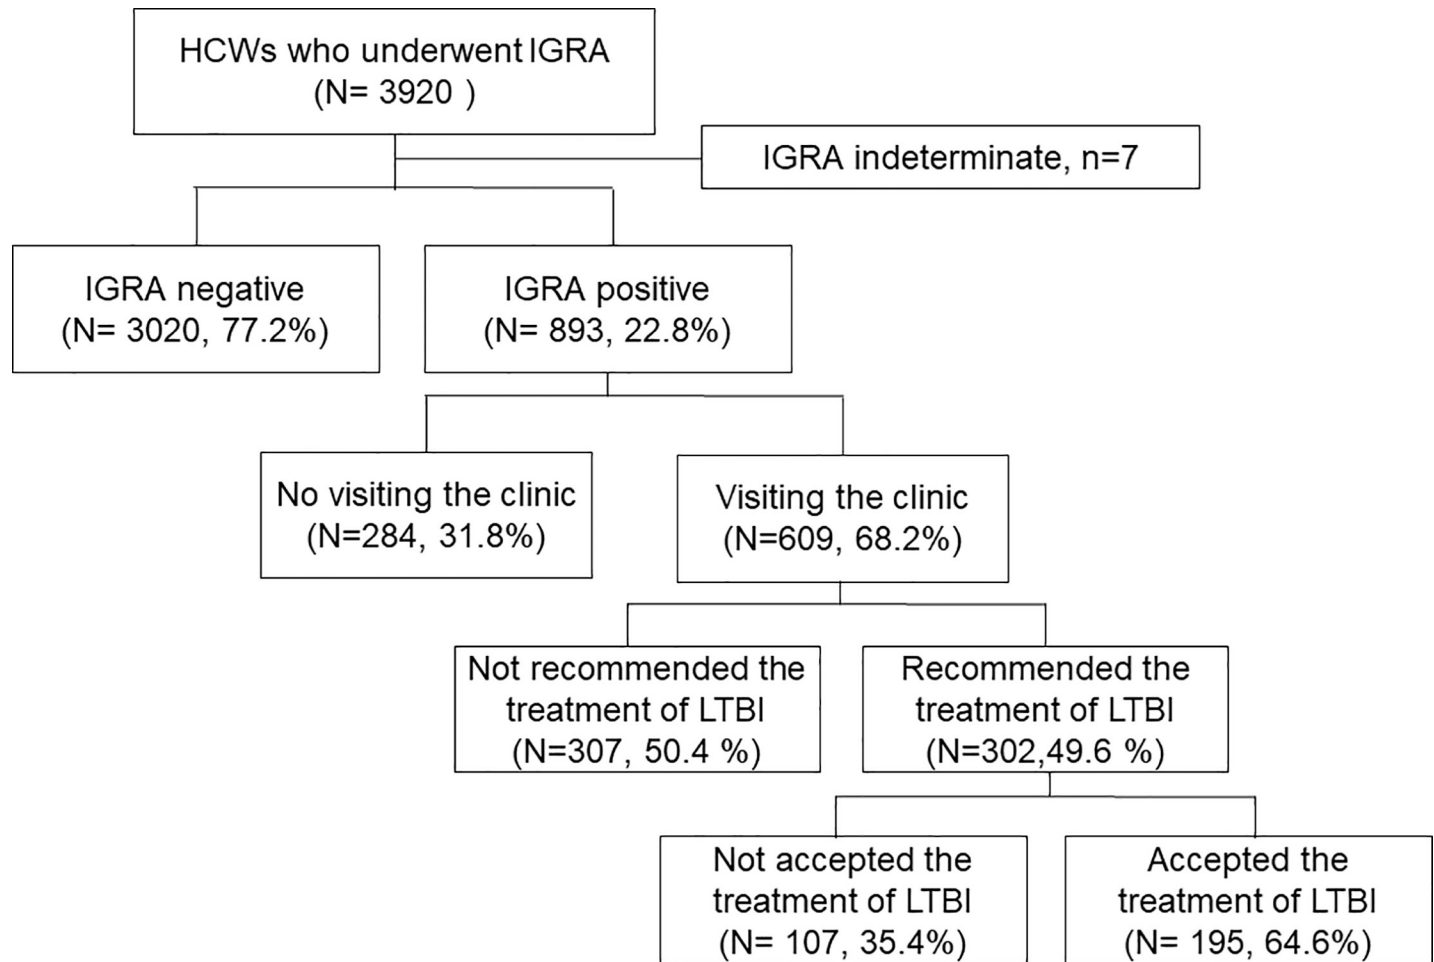 HCWs who underwent IGRA
(N= 3920 )
IGRA indeterminate, n=7
IGRA negative
(N= 3020, 77.2%)
IGRA positive
(N= 893, 22.8%)
No visiting the clinic
(N=284, 31.8%)
Visiting the clinic
(N=609, 68.2%)
Not recommended the
treatment of LTBI
(N=307, 50.4 %)
Recommended the
treatment of LTBI
(N=302,49.6 %)
Not accepted the
treatment of LTBI
(N= 107, 35.4%)
Accepted the
treatment of LTBI
(N= 195, 64.6%)